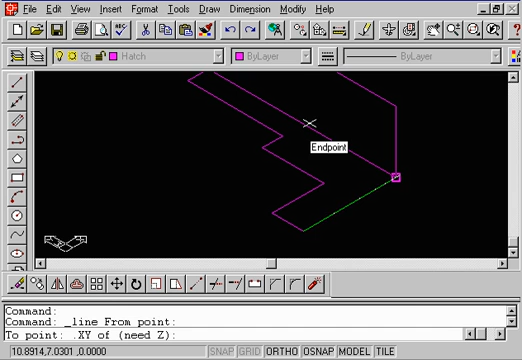 File Edit View Insert Format Tools Draw Dimension Modify Help
ABC
Hatch ByLayer ByLayer
Endpoint
Command:
Command: _line From point:
To point: .XY of (need Z):
10.8914,7.0301 ,0.0000 SNAP GRID ORTHO OSNAP MODEL TILE